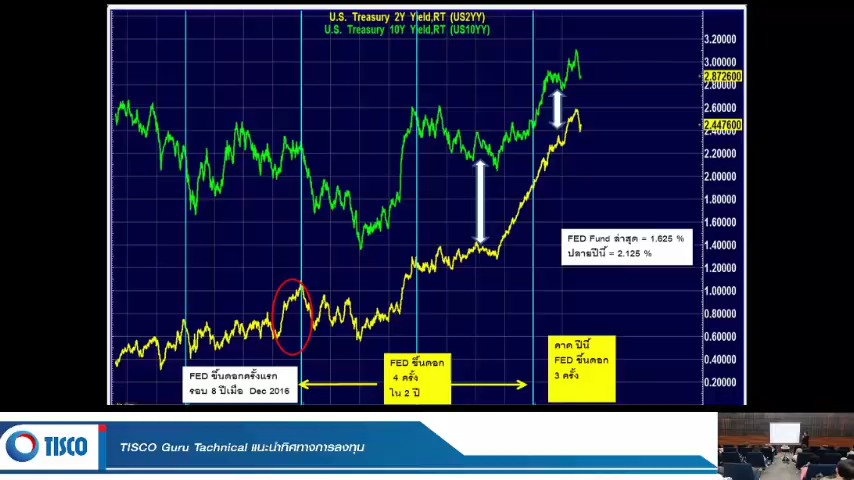 U.S. Treasury 2Y Yield,RT (US2YY)
U.S. Treasury 10Y Yield,RT (US10YY)
3.20000
3.00000
2.872600
2.80000
2.60000
2.447600
2.40000
2.20000
2.00000
1.80000
1.60000
1.40000
1.20000
1.00000
0.80000
0.60000
0.40000
0.20000
FED Fund ล่าสุด = 1.625 %
ปลายปีนี้ = 2.125 %
FED ขึ้นดอกครั้งแรก
รอบ 8 ปีเมื่อ Dec 2016
FED ขึ้นดอก
4 ครั้ง
ใน 2 ปี
คาด ปีนี้
FED ขึ้นดอก
3 ครั้ง
TISCO
TISCO Guru Tachnical แนะนำทิศทางการลงทุน